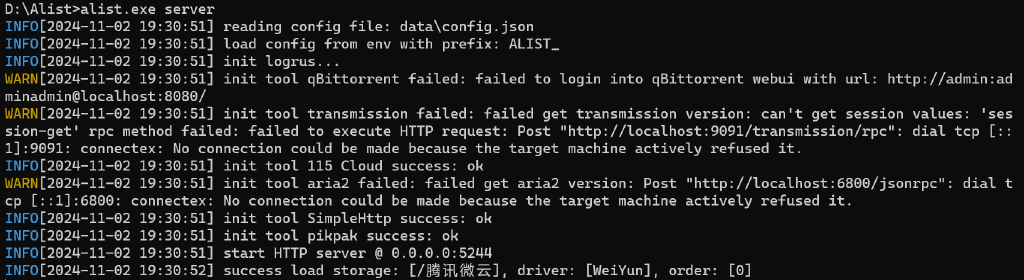 D:\Alist>alist.exe server
INFO[2024-11-02 19:30:51] reading config file: data\config.json
INFO[2024-11-02 19:30:51] load config from env with prefix: ALIST_
INFO[2024-11-02 19:30:51] init logrus...
WARN[2024-11-02 19:30:51] init tool qBittorrent failed: failed to login into qBittorrent webui with url: http://admin:ad
minadmin@localhost:8080/
WARN[2024-11-02 19:30:51] init tool transmission failed: failed get transmission version: can't get session values: 'ses
sion-get' rpc method failed: failed to execute HTTP request: Post "http://localhost:9091/transmission/rpc": dial tcp [::
1]:9091: connectex: No connection could be made because the target machine actively refused it.
INFO[2024-11-02 19:30:51] init tool 115 Cloud success: ok
WARN[2024-11-02 19:30:51] init tool aria2 failed: failed get aria2 version: Post "http://localhost:6800/jsonrpc": dial t
cp [::1]:6800: connectex: No connection could be made because the target machine actively refused it.
INFO[2024-11-02 19:30:51] init tool SimpleHttp success: ok
INFO[2024-11-02 19:30:51] init tool pikpak success: ok
INFO[2024-11-02 19:30:51] start HTTP server @ 0.0.0.0:5244
INFO[2024-11-02 19:30:52] success load storage: [/腾讯微云], driver: [WeiYun], order: [0]